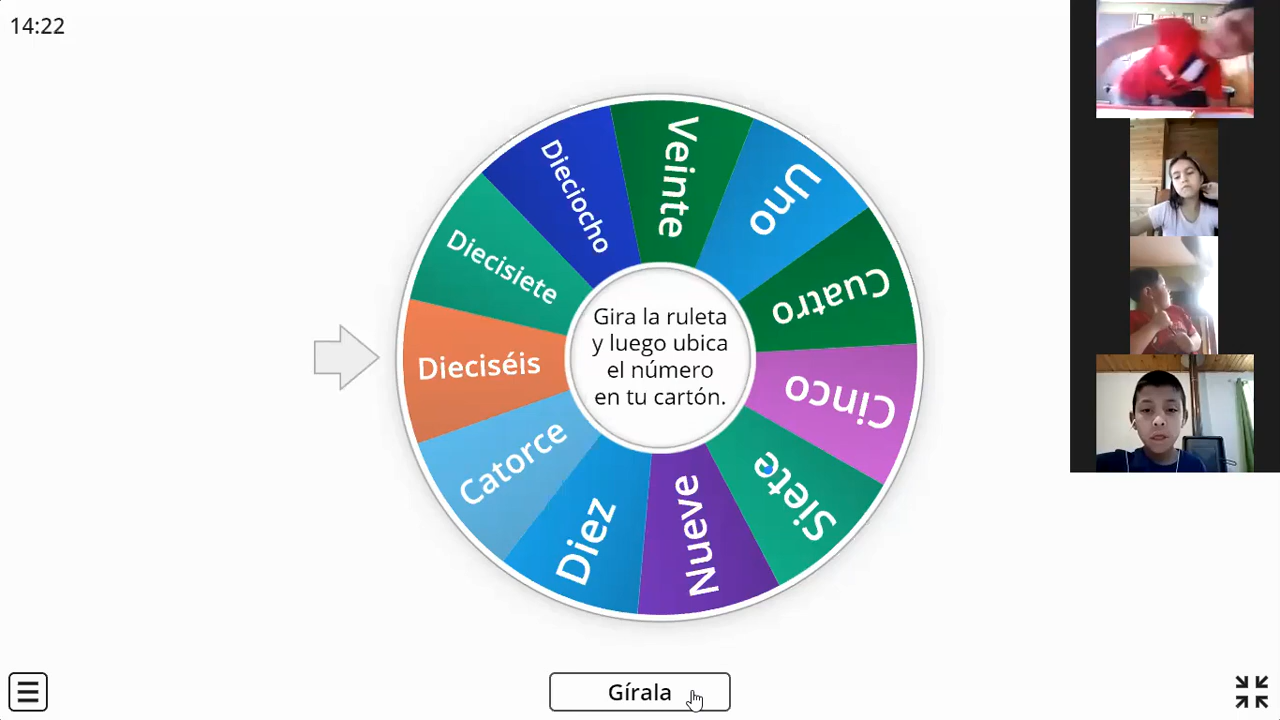 14:22
Veinte
Uno
Cuatro
Cinco
Siete
Nueve
Diez
Catorce
Dieciséis
Diecisiete
Dieciocho
Gira la ruleta
y luego ubica
el número
en tu cartón.
Gírala